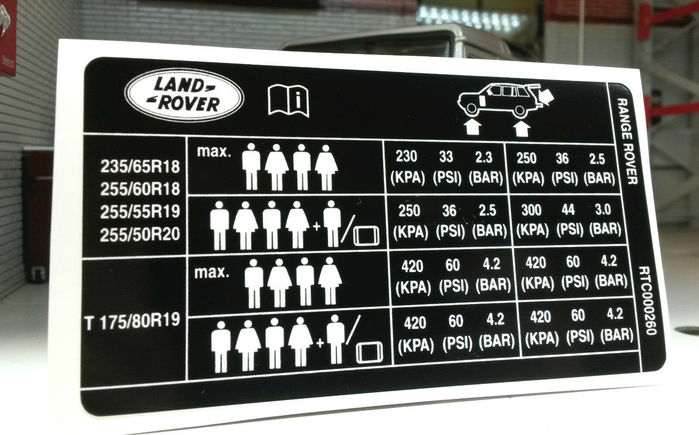 LAND-
-ROVER
i
235/65R18
255/60R18
255/55R19
255/50R20
max.
230 33 2.3 250 36 2.5
(KPA) (PSI) (BAR) (KPA) (PSI) (BAR)
+ /
250 36 2.5 300 44 3.0
(KPA) (PSI) (BAR) (KPA) (PSI) (BAR)
T 175/80R19
max.
420 60 4.2 420 60 4.2
(KPA) (PSI) (BAR) (KPA) (PSI) (BAR)
+ /
420 60 4.2 420 60 4.2
(KPA) (PSI) (BAR) (KPA) (PSI) (BAR)
RANGE ROVER
RTC000260